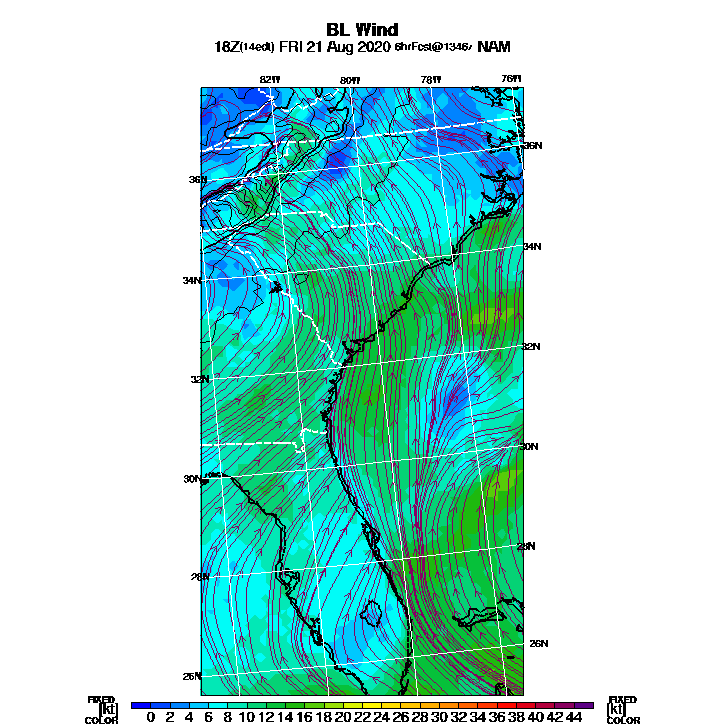 BL Wind
18Z(14edt) FRI 21 Aug 2020 6hrFcst@1346z NAM
82W 80W 78W 76W
36N 36N
34N 34N
32N 32N
30N 30N
28N 28N
26N 26N
FIXED FIXED
[kt] 0 2 4 6 8 10 12 14 16 18 20 22 24 26 28 30 32 34 36 38 40 42 44 [kt]
COLOR COLOR